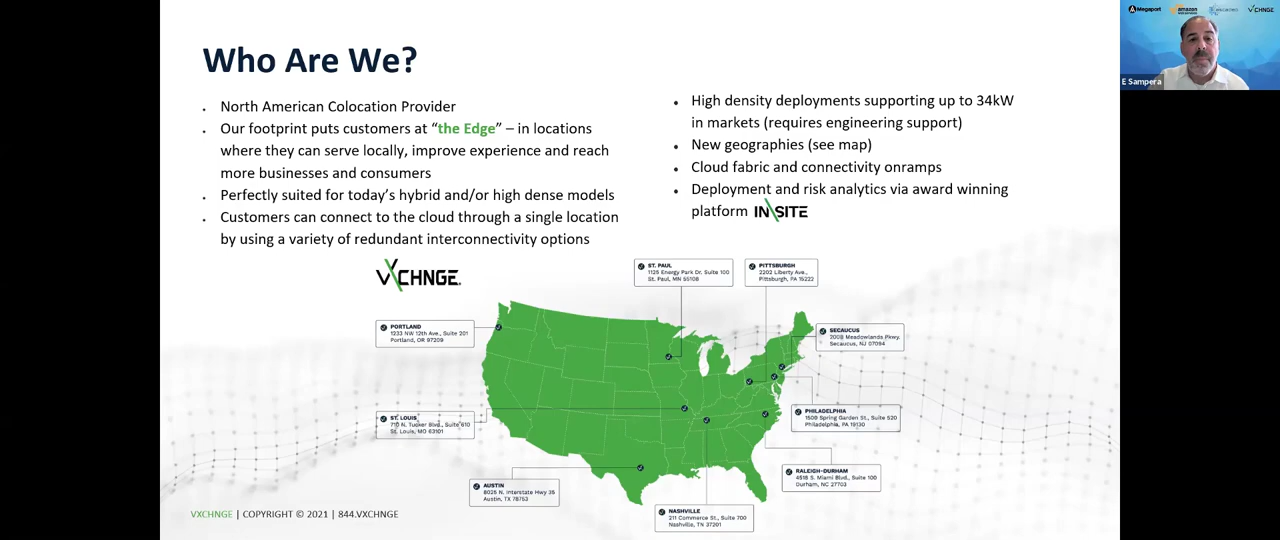 Who Are We?
North American Colocation Provider
Our footprint puts customers at “the Edge” – in locations
where they can serve locally, improve experience and reach
more businesses and consumers
Perfectly suited for today’s hybrid and/or high dense models
Customers can connect to the cloud through a single location
by using a variety of redundant interconnectivity options
High density deployments supporting up to 34kW
in markets (requires engineering support)
New geographies (see map)
Cloud fabric and connectivity onramps
Deployment and risk analytics via award winning
platform INSITE
VXCHNGE
ST. PAUL
1125 Energy Park Dr. Suite 100
St. Paul, MN 55108
PITTSBURGH
2202 Liberty Ave.,
Pittsburgh, PA 15222
PORTLAND
1233 NW 12th Ave., Suite 201
Portland, OR 97209
SECAUCUS
Meadowlands Pkwy.
Secaucus, NJ 07094
ST. LOUIS
710 N. Tucker Blvd., Suite 610
St. Louis, MO 63101
PHILADELPHIA
1500 Spring Garden St., Suite 520
Philadelphia, PA 19130
RALEIGH-DURHAM
4518 S. Miami Blvd., Suite 100
Durham, NC 27703
AUSTIN
8025 N. Interstate Hwy 35
Austin, TX 78753
NASHVILLE
211 Commerce St., Suite 700
Nashville, TN 37201
VXCHNGE | COPYRIGHT © 2021 | 844.VXCHNGE
Megaport
amazon
VXCHNGE
E Sampera